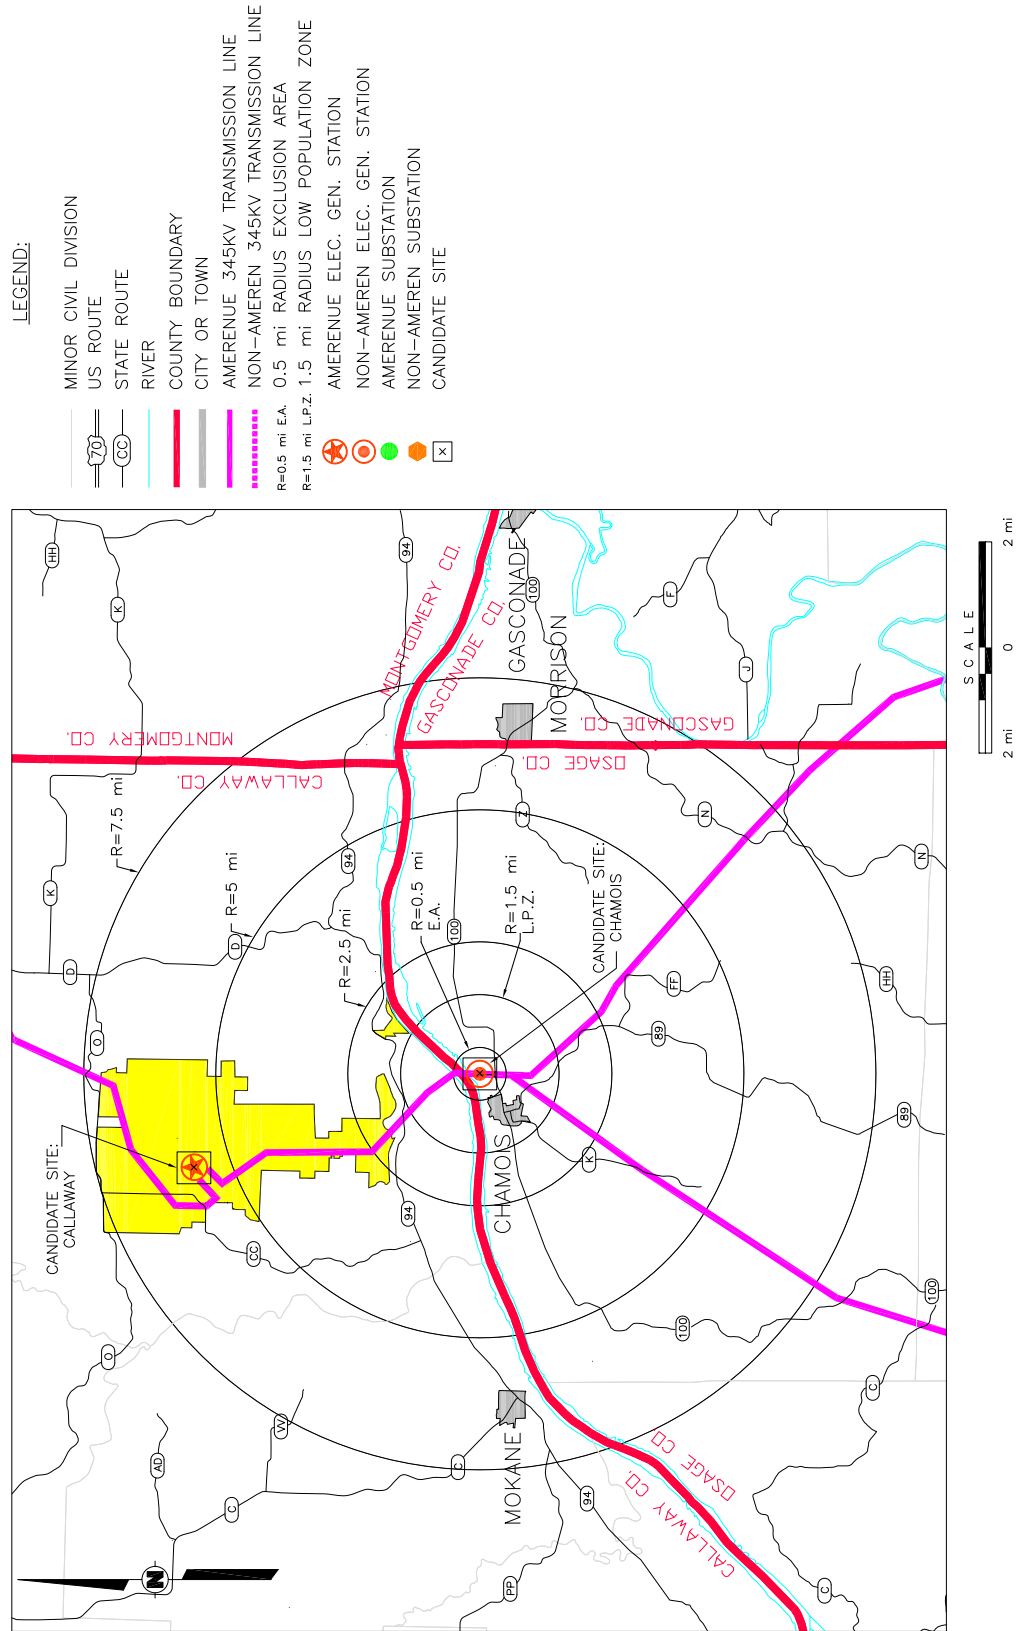 LEGEND:
MINOR CIVIL DIVISION
70
US ROUTE
CC
STATE ROUTE
RIVER
COUNTY BOUNDARY
CITY OR TOWN
AMERENUE 345KV TRANSMISSION LINE
NON-AMEREN 345KV TRANSMISSION LINE
R=0.5 mi E.A. 0.5 mi RADIUS EXCLUSION AREA
R=1.5 mi L.P.Z. 1.5 mi RADIUS LOW POPULATION ZONE
AMERENUE ELEC. GEN. STATION
NON-AMEREN ELEC. GEN. STATION
AMERENUE SUBSTATION
NON-AMEREN SUBSTATION
CANDIDATE SITE
N
AD
C
VV
C
PP
MOKANE
94
C
O
CANDIDATE SITE:
CALLAWAY
CC
94
O
D
K
D
R=7.5 mi
R=5 mi
R=2.5 mi
94
CALLAWAY CO.
MONTGOMERY CO.
K
HH
94
MONTGOMERY CO.
GASCONADE CO.
GASCONADE
100
MORRISON
F
J
GASCONADE CO.
OSAGE CO.
R=0.5 mi
E.A.
100
R=1.5 mi
L.P.Z.
Z
CANDIDATE SITE:
CHAMOIS
N
N
FF
HH
89
89
CHAMOIS
K
100
100
C
OSAGE CO
CALLAWAY CO.
C
SCALE
2 mi
0
2 mi